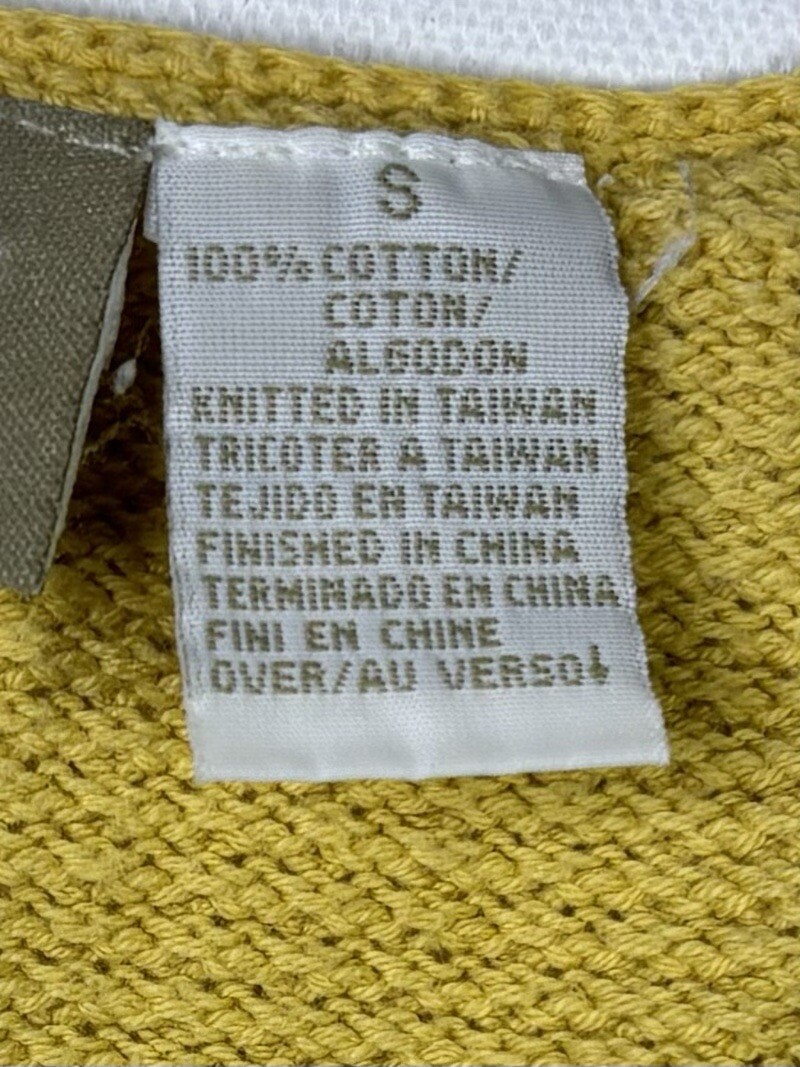 S
100% COTTON/
COTON/
ALGODON
KNITTED IN TAIWAN
TRICOTER A TAIWAN
TEJIDO EN TAIWAN
FINISHED IN CHINA
TERMINADO EN CHINA
FINI EN CHINE
OVER/AU VERSO↓